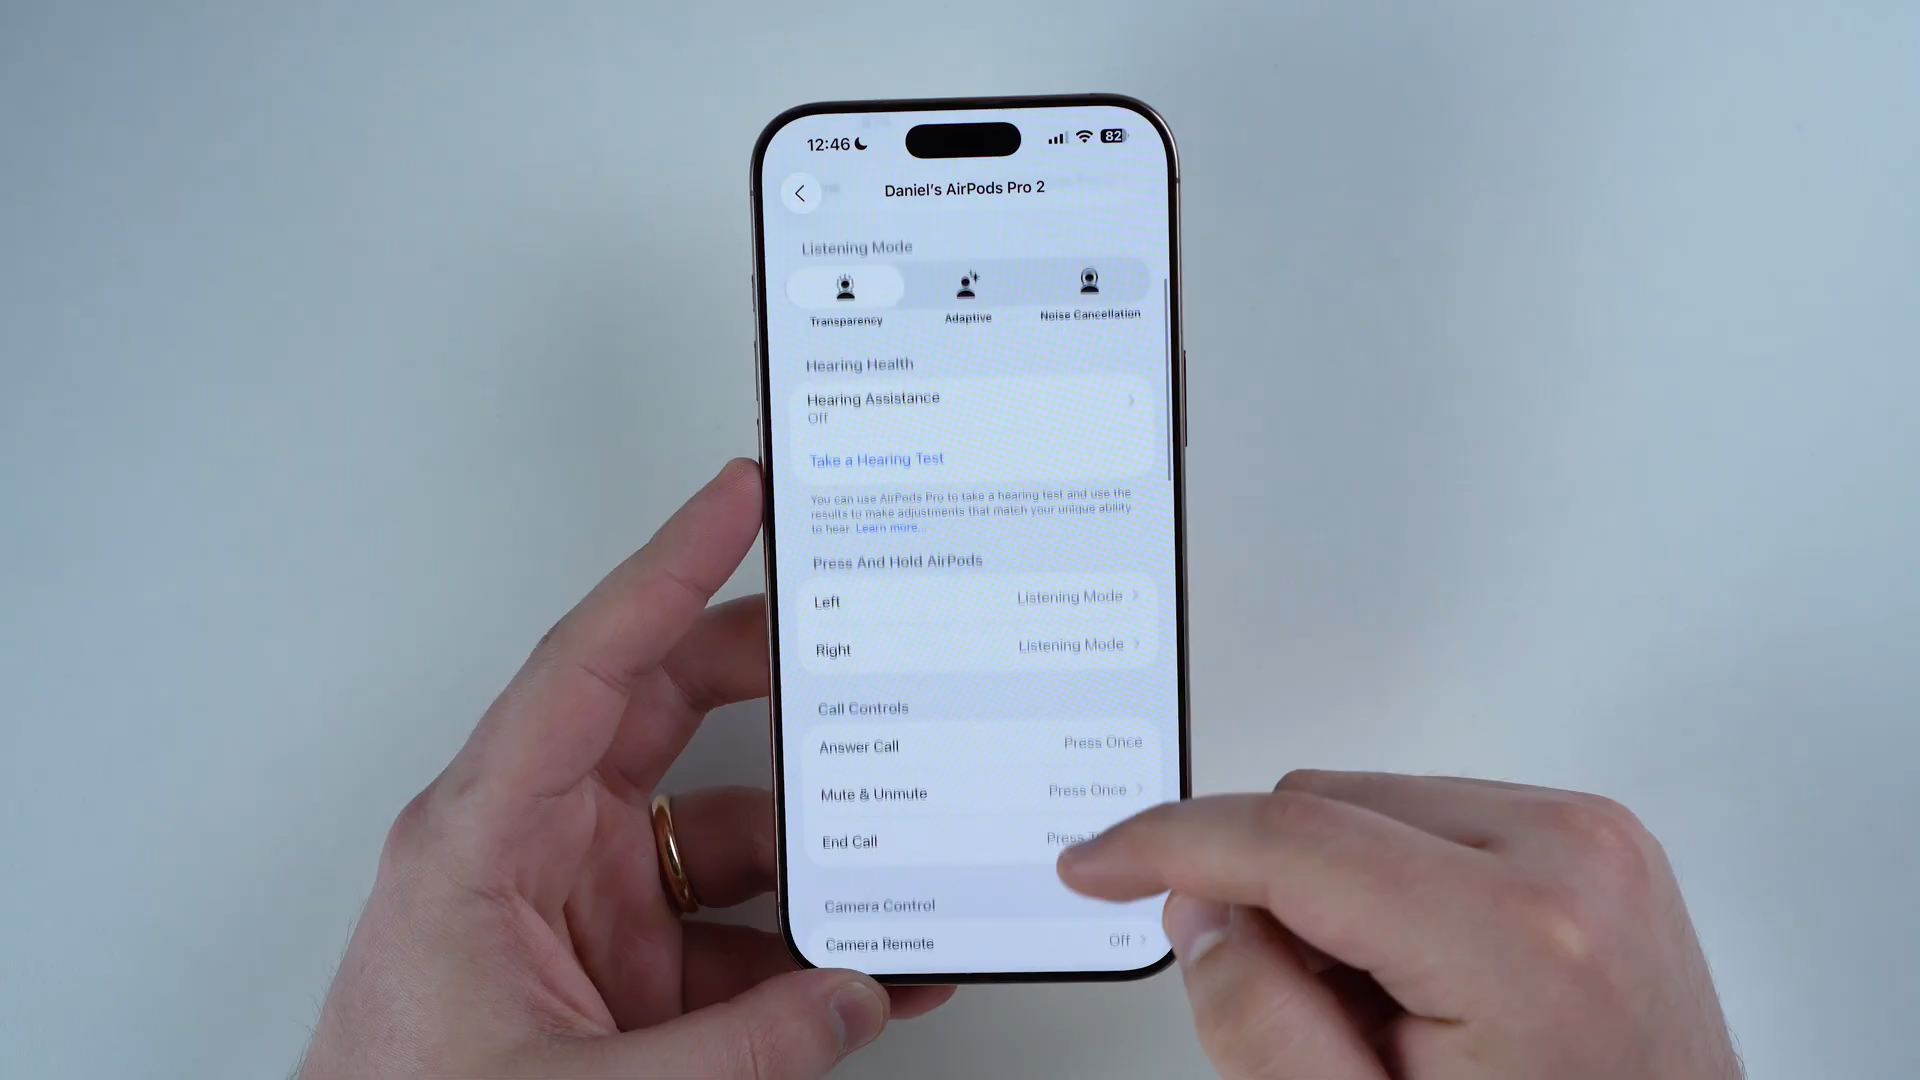 12:46
82
Daniel's AirPods Pro 2
Listening Mode
Transparency Adaptive Noise Cancellation
Hearing Health
Hearing Assistance
Off
Take a Hearing Test
You can use AirPods Pro to take a hearing test and use the
results to make adjustments that match your unique ability
to hear. Learn more...
Press And Hold AirPods
Left Listening Mode
Right Listening Mode
Call Controls
Answer Call Press Once
Mute & Unmute Press Once
End Call Press
Camera Control
Camera Remote Off